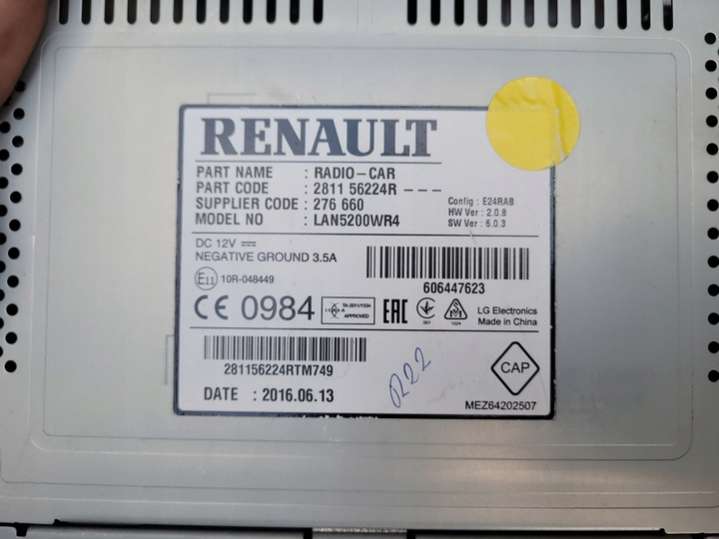 RENAULT
PART NAME : RADIO-CAR
PART CODE : 2811 56224R - - -
SUPPLIER CODE : 276 660
MODEL NO : LAN5200WR4
Config : E24RAB
HW Ver : 2.0.8
SW Ver : 6.0.3
DC 12V
NEGATIVE GROUND 3.5A
E11 10R-048449
606447623
CE 0984
APPROVED
EAC
LG Electronics
Made in China
281156224RTM749
DATE : 2016.06.13
CAP
MEZ64202507